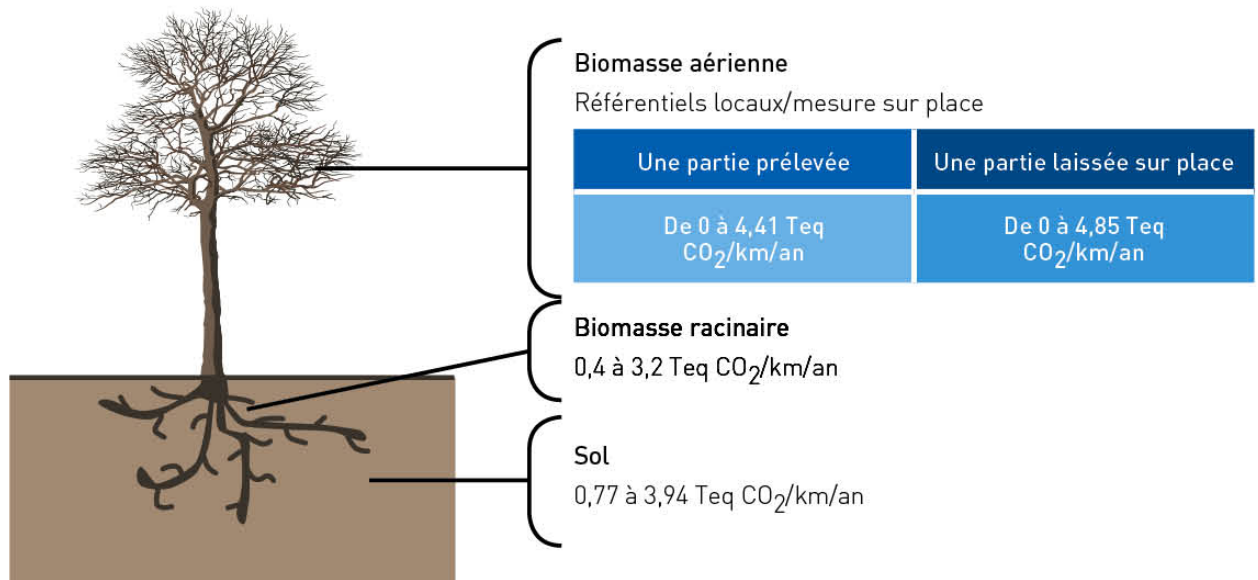 Biomasse aérienne
Référentiels locaux/mesure sur place
Une partie prélevée
Une partie laissée sur place
De 0 à 4,41 Teq
CO₂/km/an
De 0 à 4,85 Teq
CO₂/km/an
Biomasse racinaire
0,4 à 3,2 Teq CO₂/km/an
Sol
0,77 à 3,94 Teq CO₂/km/an